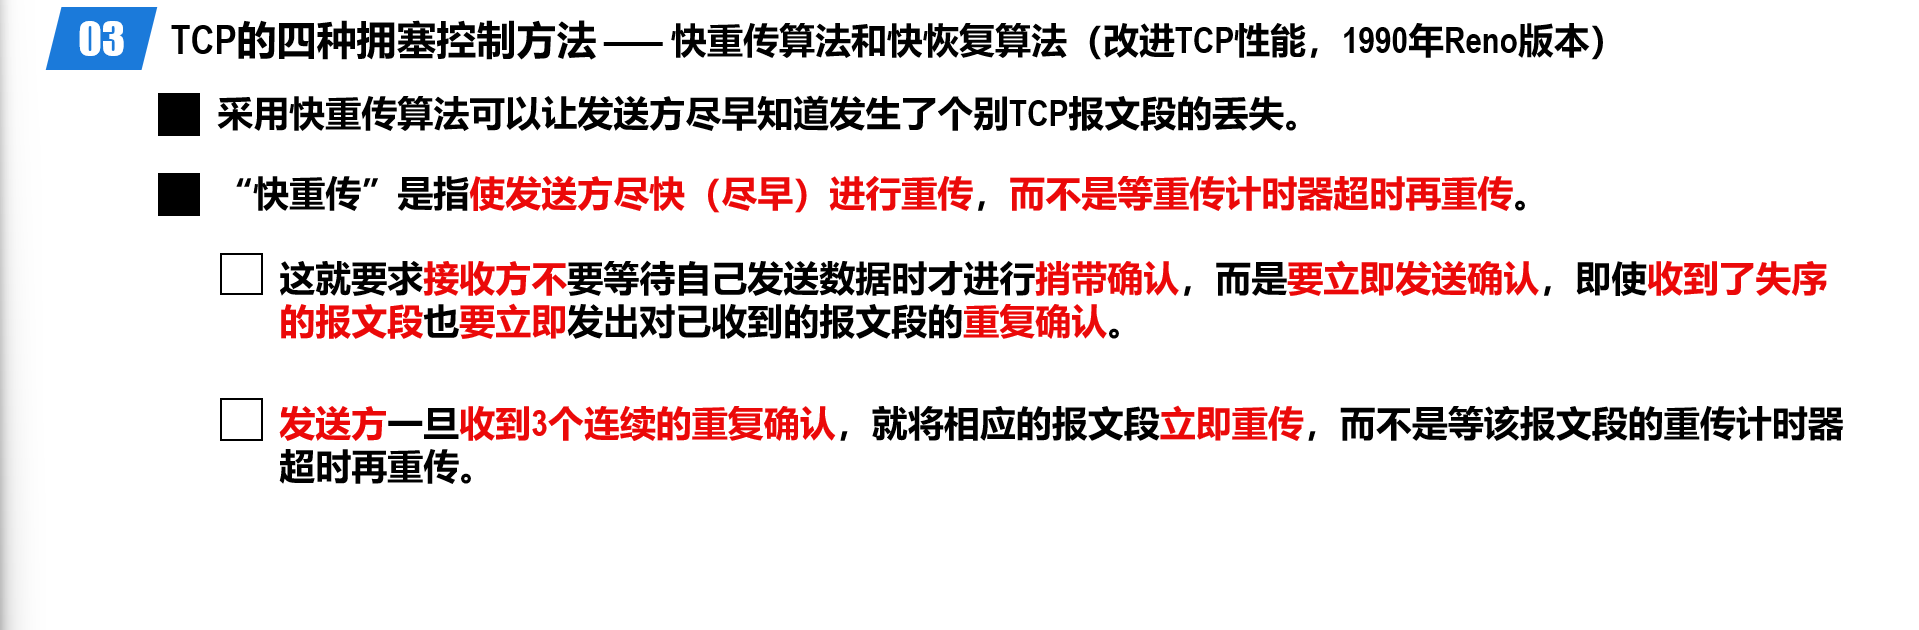 03 TCP的四种拥塞控制方法 —— 快重传算法和快恢复算法（改进TCP性能，1990年Reno版本）
采用快重传算法可以让发送方尽早知道发生了个别TCP报文段的丢失。
“快重传”是指使发送方尽快（尽早）进行重传，而不是等重传计时器超时再重传。
这就要求接收方不要等待自己发送数据时才进行捎带确认，而是要立即发送确认，即使收到了失序
的报文段也要立即发出对已收到的报文段的重复确认。
发送方一旦收到3个连续的重复确认，就将相应的报文段立即重传，而不是等该报文段的重传计时器
超时再重传。